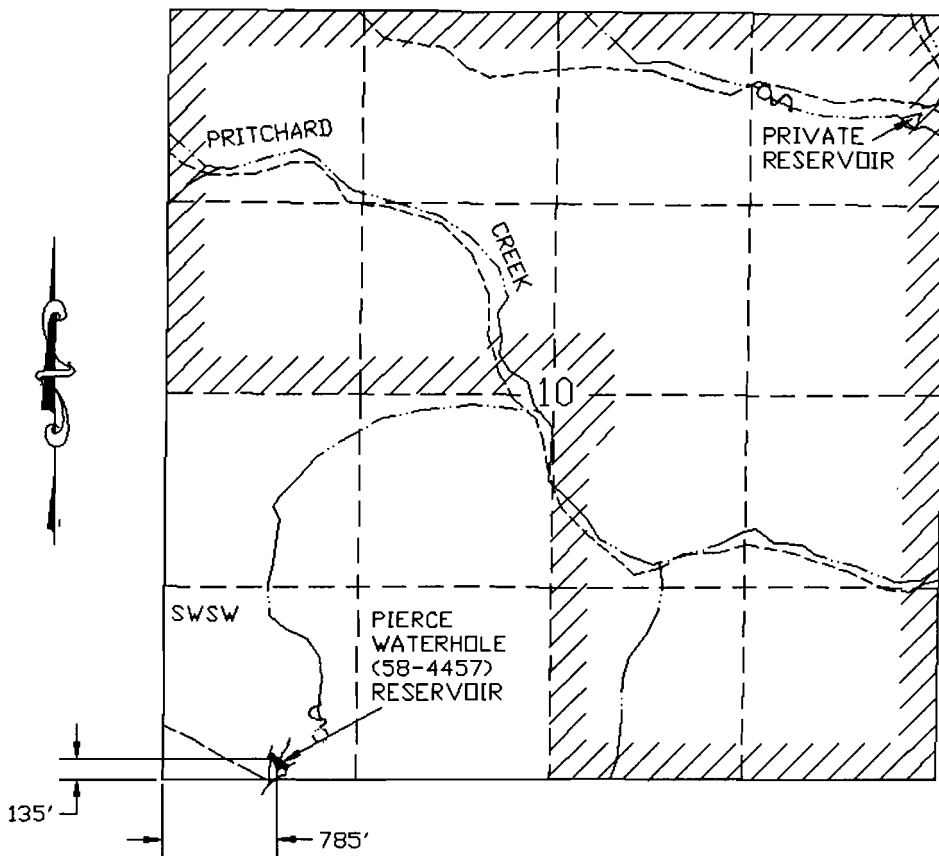 PRITCHARD
PRIVATE
RESERVOIR
CREEK
10
SWSW
PIERCE
WATERHOLE
(58-4457)
RESERVOIR
135'
785'